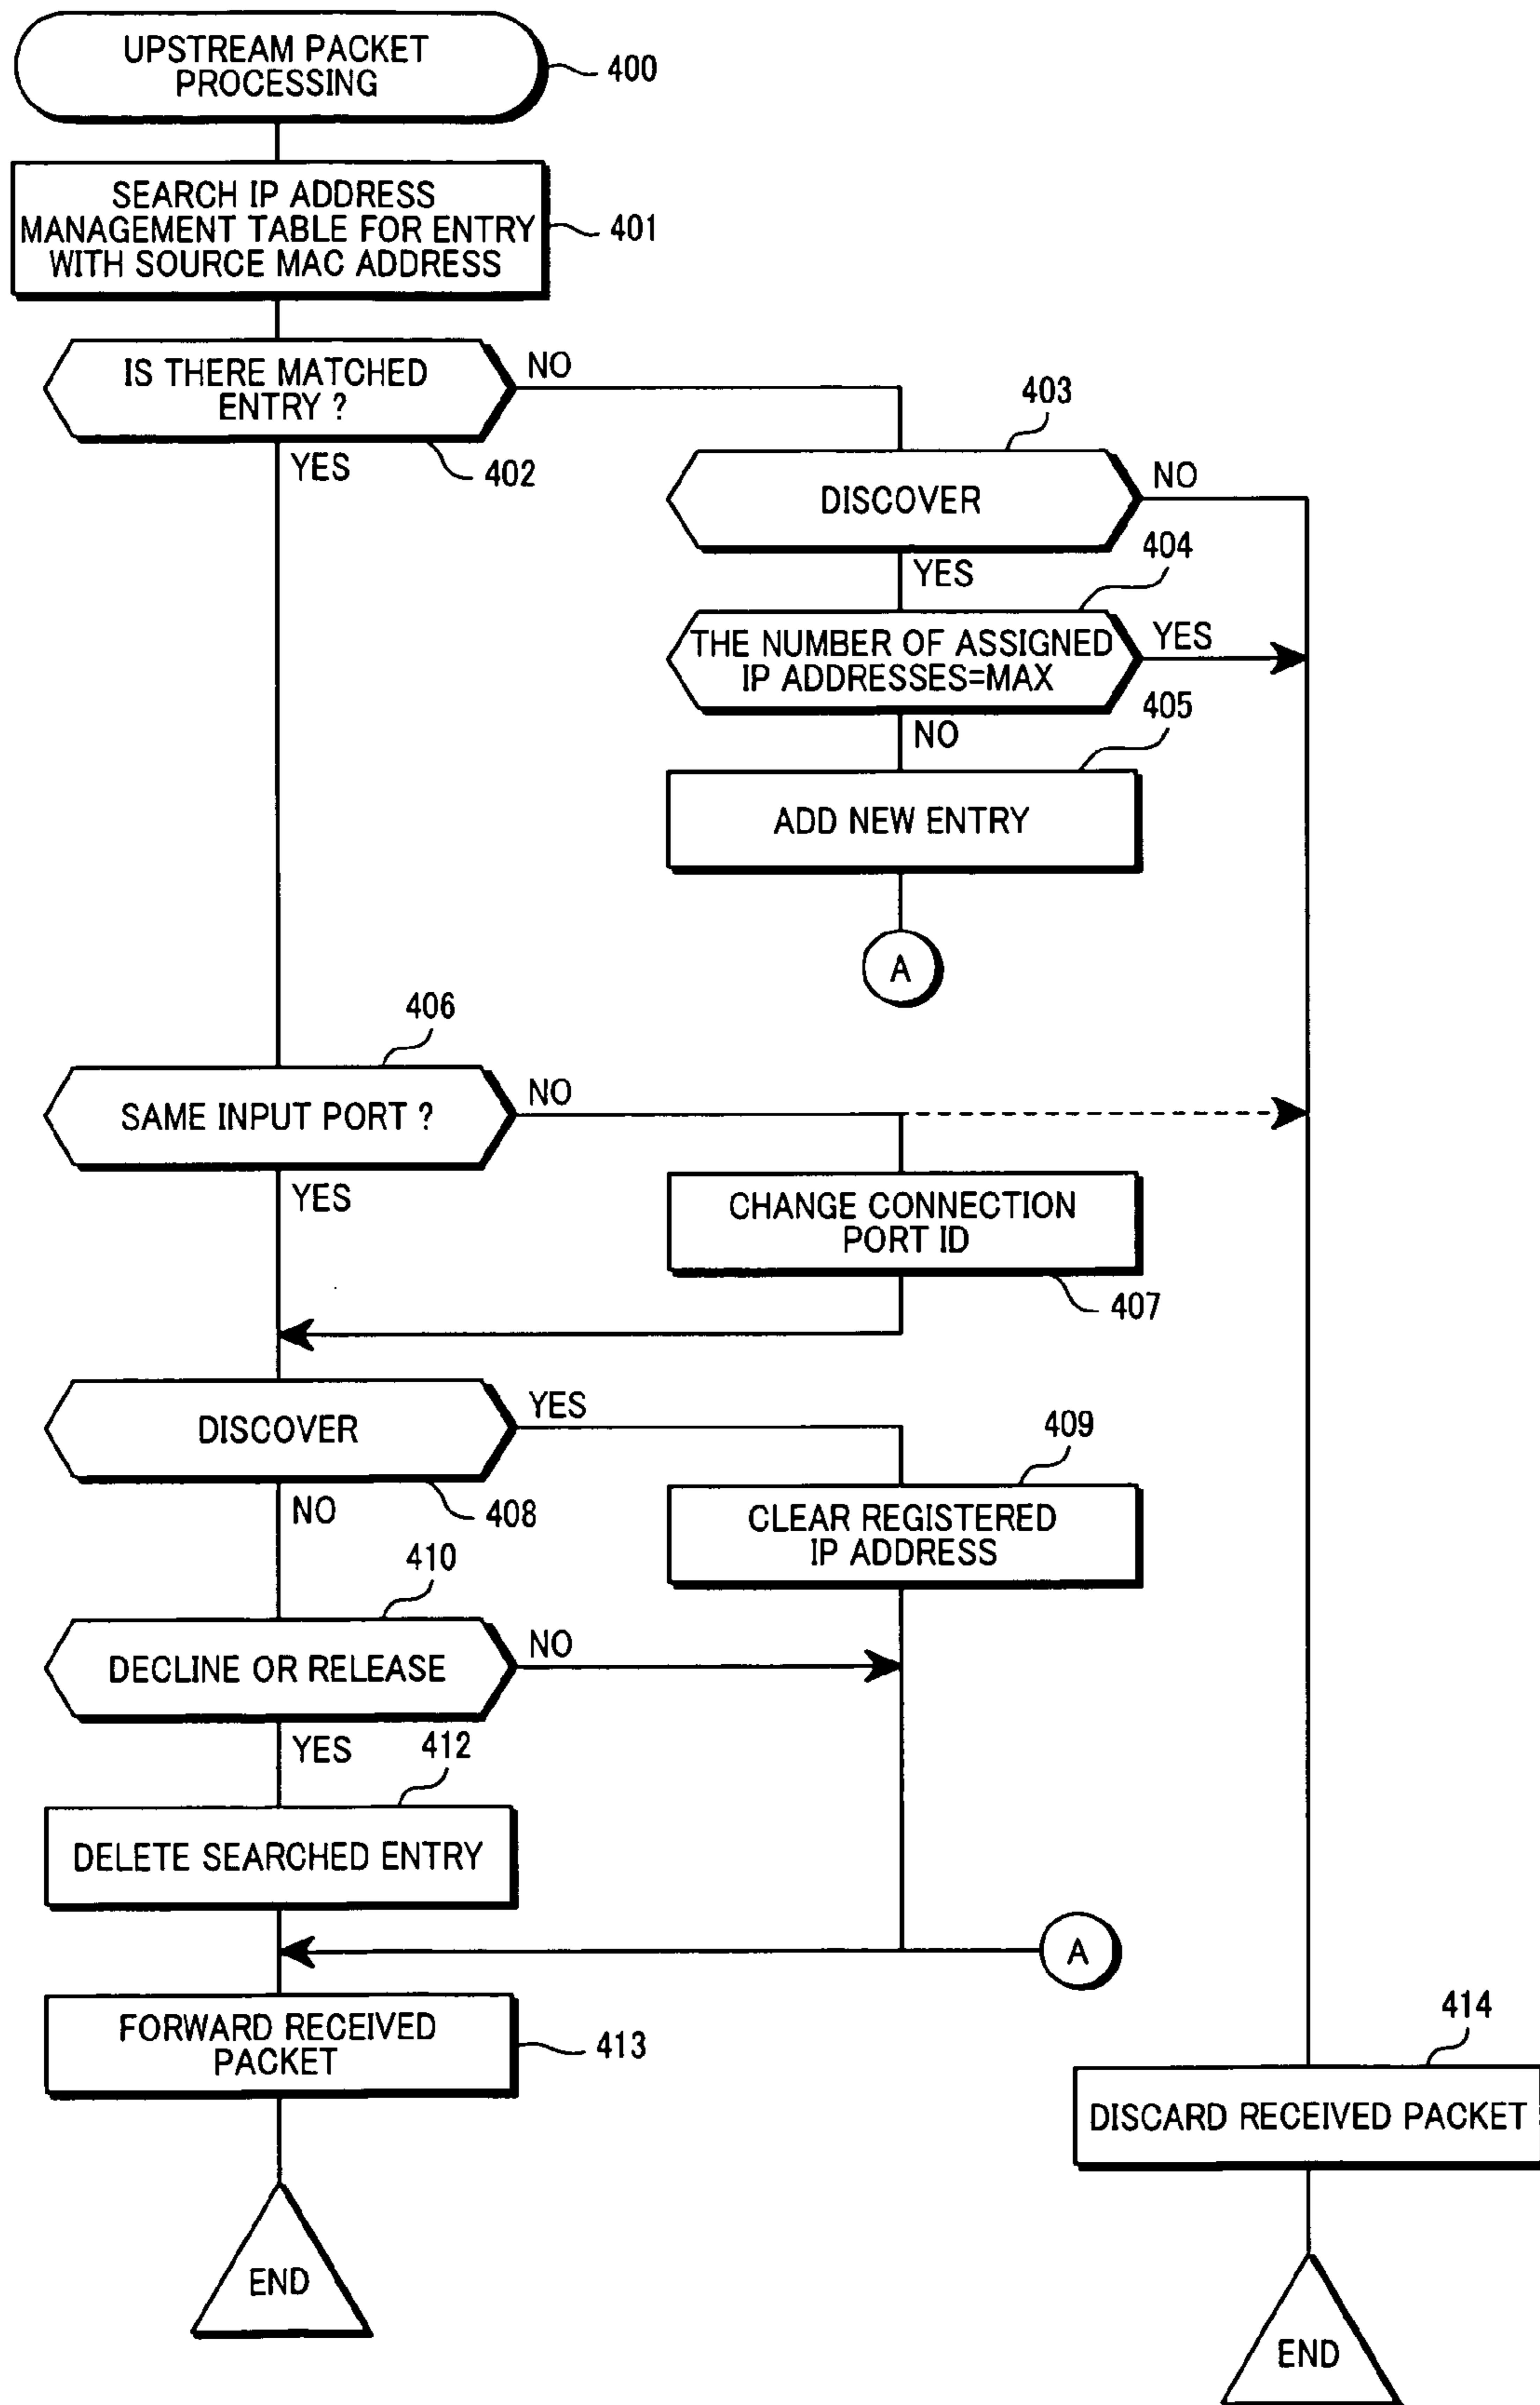 UPSTREAM PACKET
PROCESSING
400
SEARCH IP ADDRESS
MANAGEMENT TABLE FOR ENTRY
WITH SOURCE MAC ADDRESS
401
IS THERE MATCHED
ENTRY ?
NO
402
YES
403
DISCOVER
NO
YES
404
THE NUMBER OF ASSIGNED
IP ADDRESSES=MAX
YES
NO
405
ADD NEW ENTRY
A
406
SAME INPUT PORT ?
NO
YES
CHANGE CONNECTION
PORT ID
407
DISCOVER
YES
408
NO
409
CLEAR REGISTERED
IP ADDRESS
410
DECLINE OR RELEASE
NO
YES
412
DELETE SEARCHED ENTRY
A
FORWARD RECEIVED
PACKET
413
END
414
DISCARD RECEIVED PACKET
END